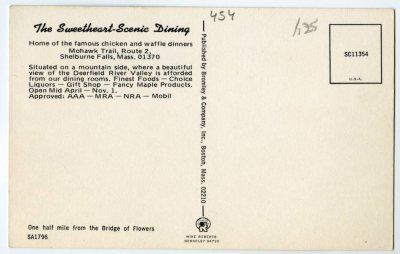 The Sweetheart-Scenic Dining
Home of the famous chicken and waffle dinners
Mohawk Trail, Route 2,
Shelburne Falls, Mass. 01370
Situated on a mountain side, where a beautiful
view of the Deerfield River Valley is afforded
from our dining rooms. Finest Foods — Choice
Liquors — Gift Shop — Fancy Maple Products.
Open Mid April — Nov. 1.
Approved: AAA — MRA — NRA — Mobil
One half mile from the Bridge of Flowers
SA1796
454
Published by Bromley & Company, Inc., Boston, Mass. 02210
MIKE ROBERTS
BERKELEY 94710
1.25
SC11354
U.S.A.